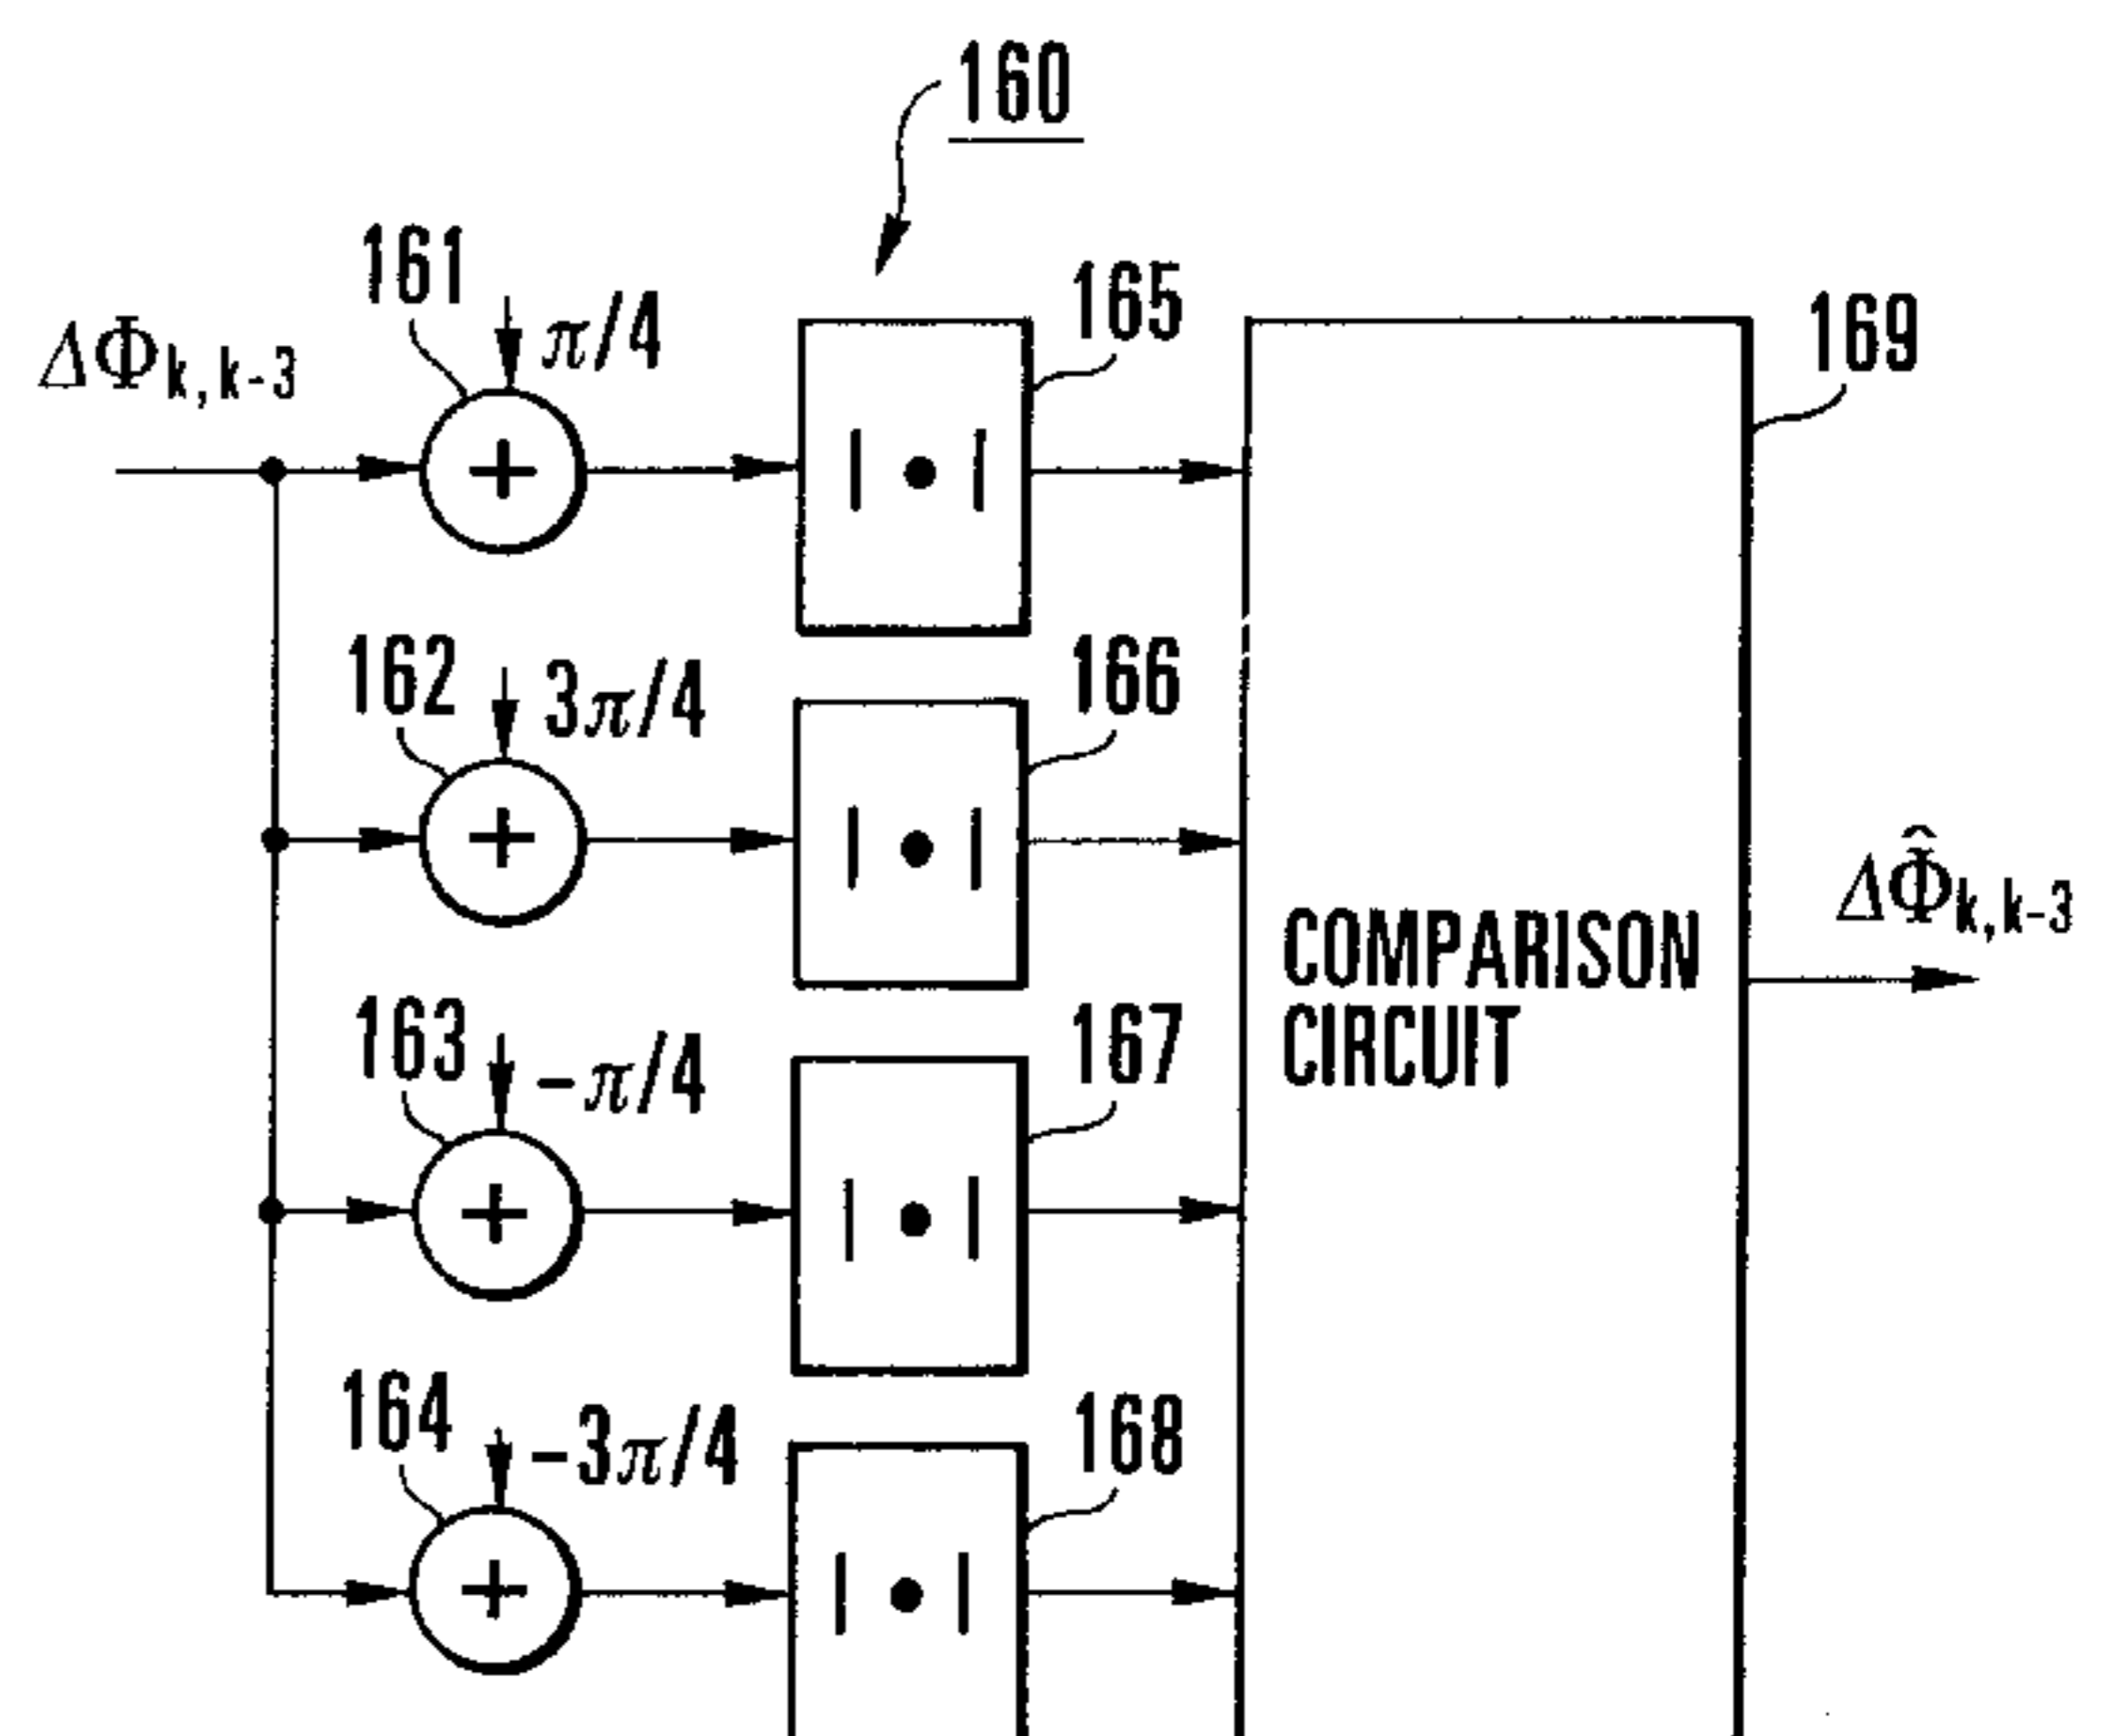 160
161
π/4
165
169
ΔΦk,k-3
+
| • |
162
3π/4
166
+
| • |
ΔΦ̂k,k-3
COMPARISON
CIRCUIT
163
-π/4
167
+
| • |
164
-3π/4
168
+
| • |